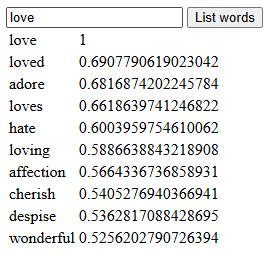 love List words
love 1
loved 0.6907790619023042
adore 0.6816874202245784
loves 0.6618639741246822
hate 0.6003959754610062
loving 0.5886638843218908
affection 0.5664336736858931
cherish 0.5405276940366941
despise 0.5362817088428695
wonderful 0.5256202790726394